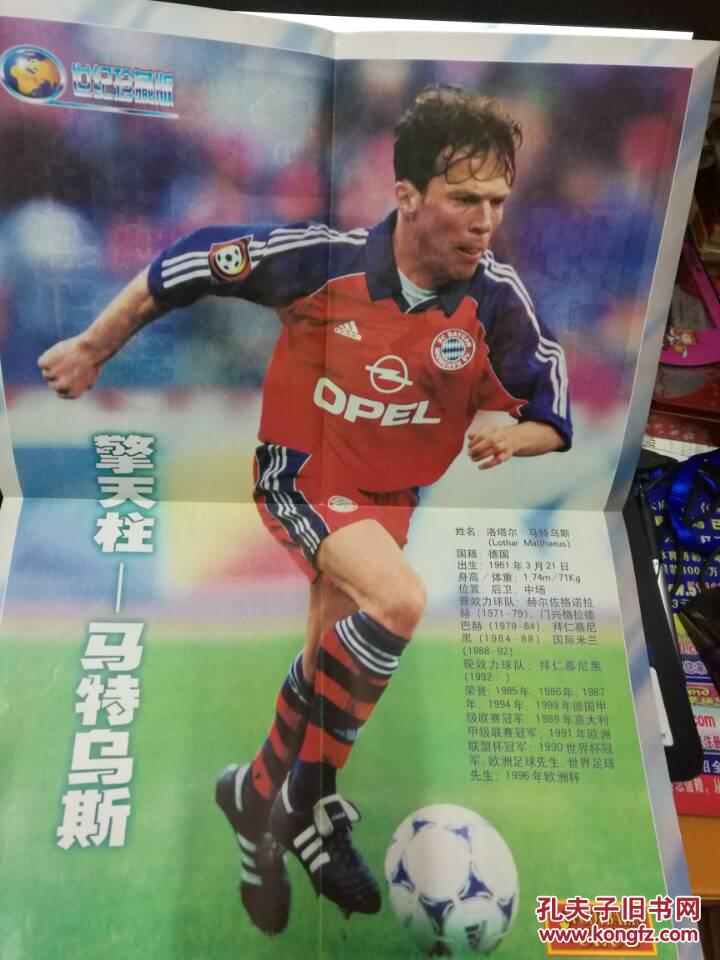 世纪珍藏版
FC BAYERN
adidas
OPEL
擎天柱——马特乌斯
姓名：洛塔尔·马特乌斯
(Lothar Matthaeus)
国籍：德国
出生：1961年3月21日
身高／体重：1.74m/71Kg
位置：后卫、中场
曾效力球队：赫尔佐格诺拉
赫（1971-79）、门兴格拉德
巴赫（1979-84）、拜仁慕尼
黑（1984-88）、国际米兰
(1988-92)
现效力球队：拜仁慕尼黑
(1992- )
荣誉：1985年、1986年、1987
年、1994年、1999年德国甲
级联赛冠军；1989年意大利
甲级联赛冠军；1991年欧洲
联盟杯冠军；1990世界杯冠
军、欧洲足球先生、世界足球
先生；1996年欧洲杯
孔夫子旧书网
www.kongfz.com